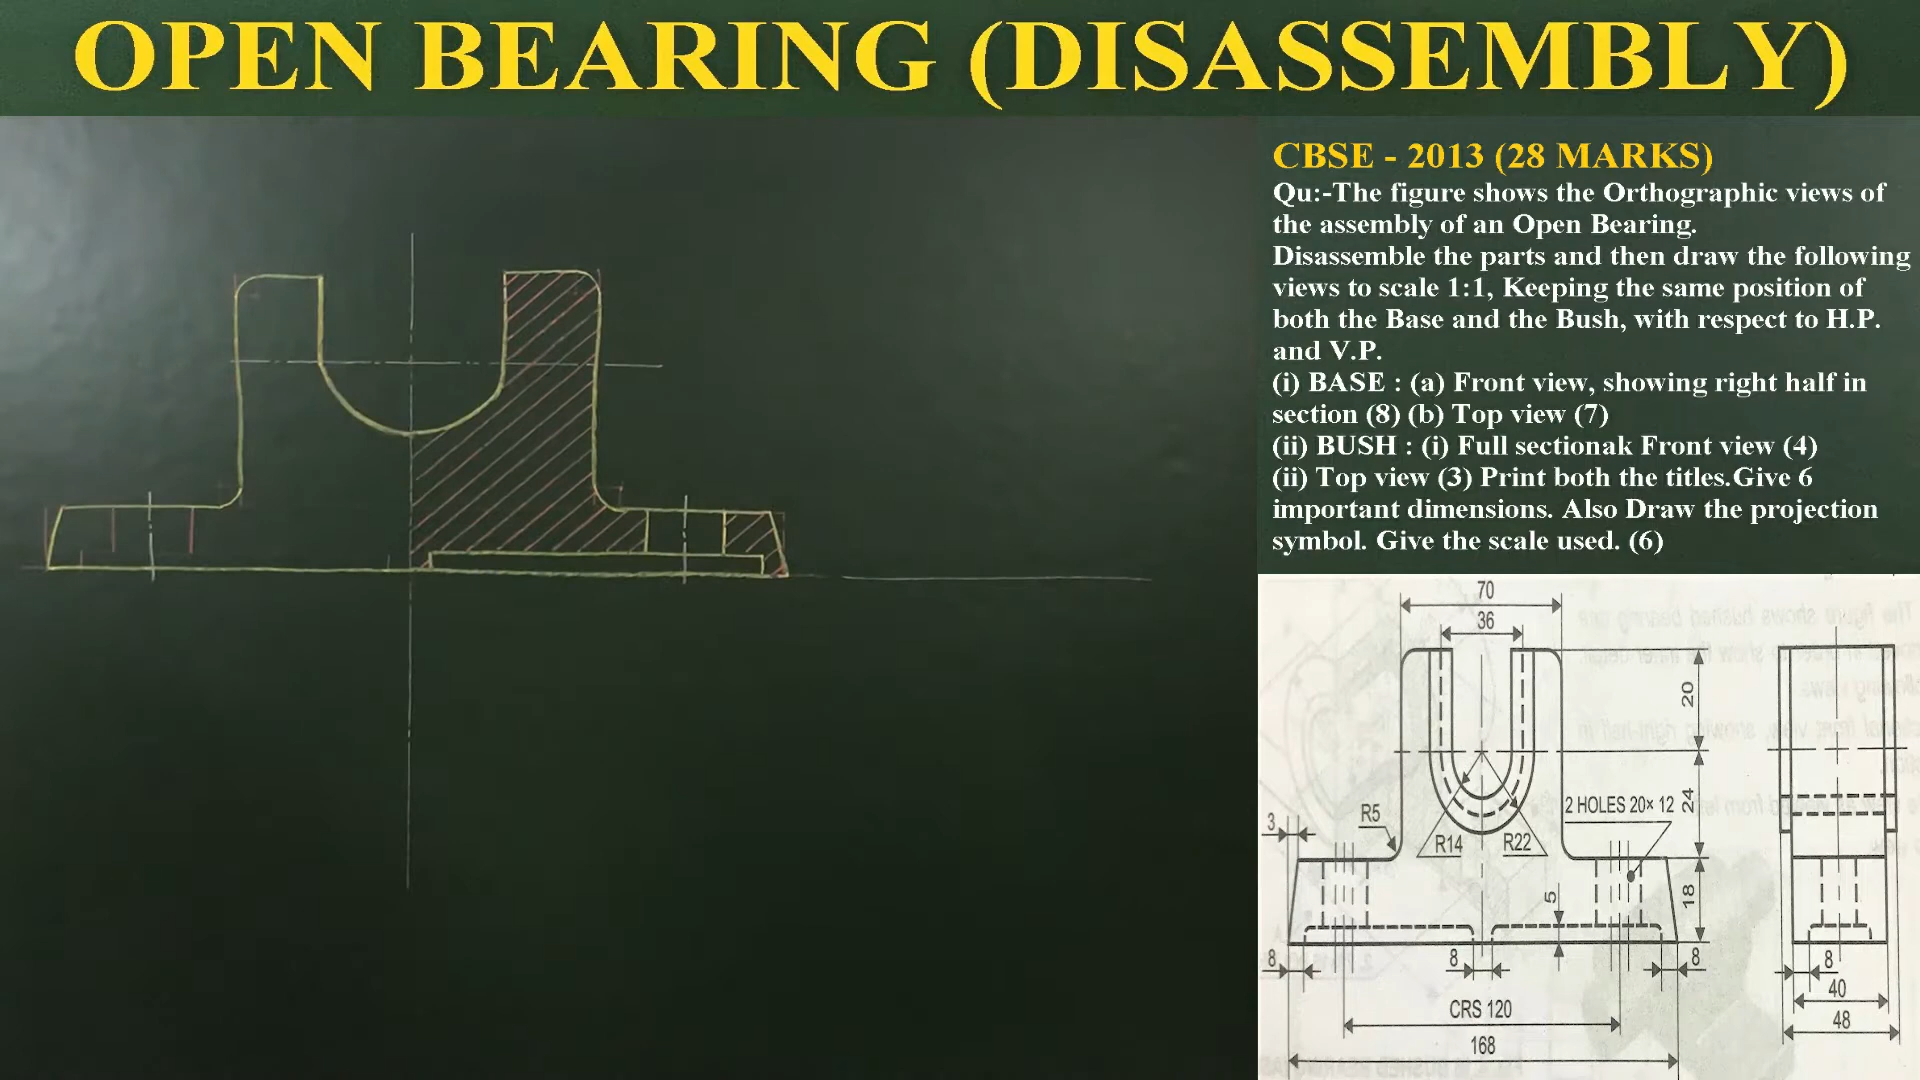 OPEN BEARING (DISASSEMBLY)
CBSE - 2013 (28 MARKS)
Qu:-The figure shows the Orthographic views of
the assembly of an Open Bearing.
Disassemble the parts and then draw the following
views to scale 1:1, Keeping the same position of
both the Base and the Bush, with respect to H.P.
and V.P.
(i) BASE : (a) Front view, showing right half in
section (8) (b) Top view (7)
(ii) BUSH : (i) Full sectionak Front view (4)
(ii) Top view (3) Print both the titles.Give 6
important dimensions. Also Draw the projection
symbol. Give the scale used. (6)
70
36
20
2 HOLES 20× 12
24
3
R5
R14
R22
5
18
8
8
8
8
40
CRS 120
48
168